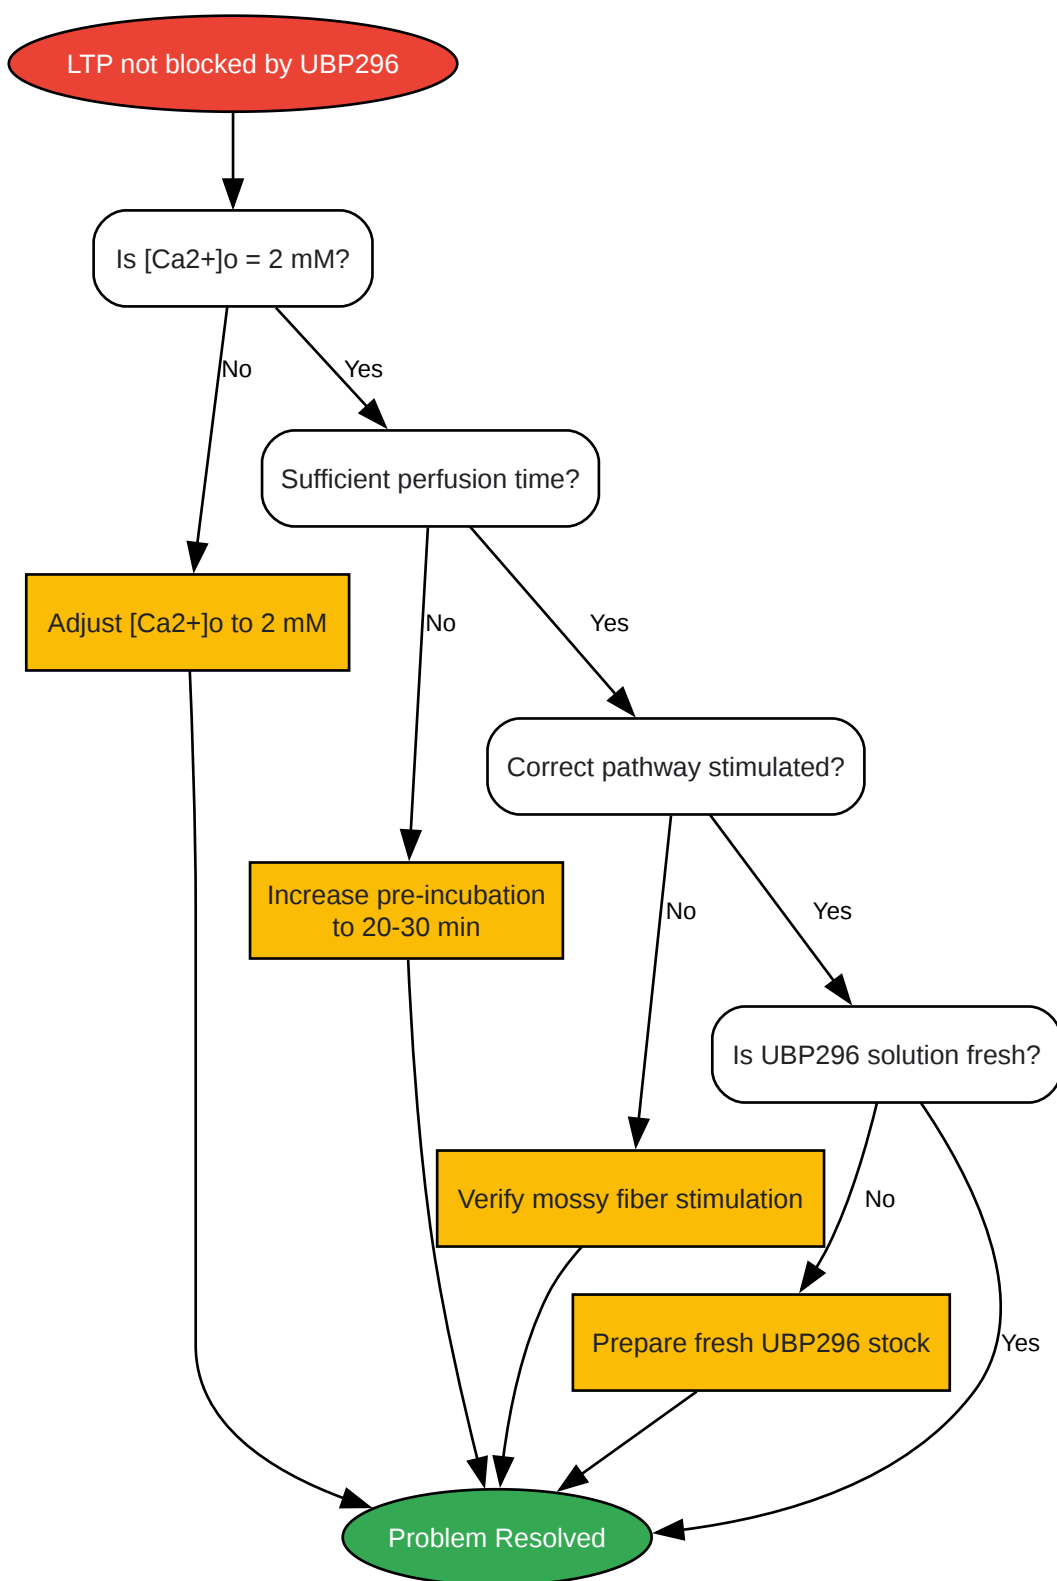 LTP not blocked by UBP296
Is [Ca2+]o = 2 mM?
No
Yes
Sufficient perfusion time?
Adjust [Ca2+]o to 2 mM
No
Yes
Correct pathway stimulated?
Increase pre-incubation
to 20-30 min
No
Yes
Is UBP296 solution fresh?
Verify mossy fiber stimulation
No
Prepare fresh UBP296 stock
Yes
Problem Resolved